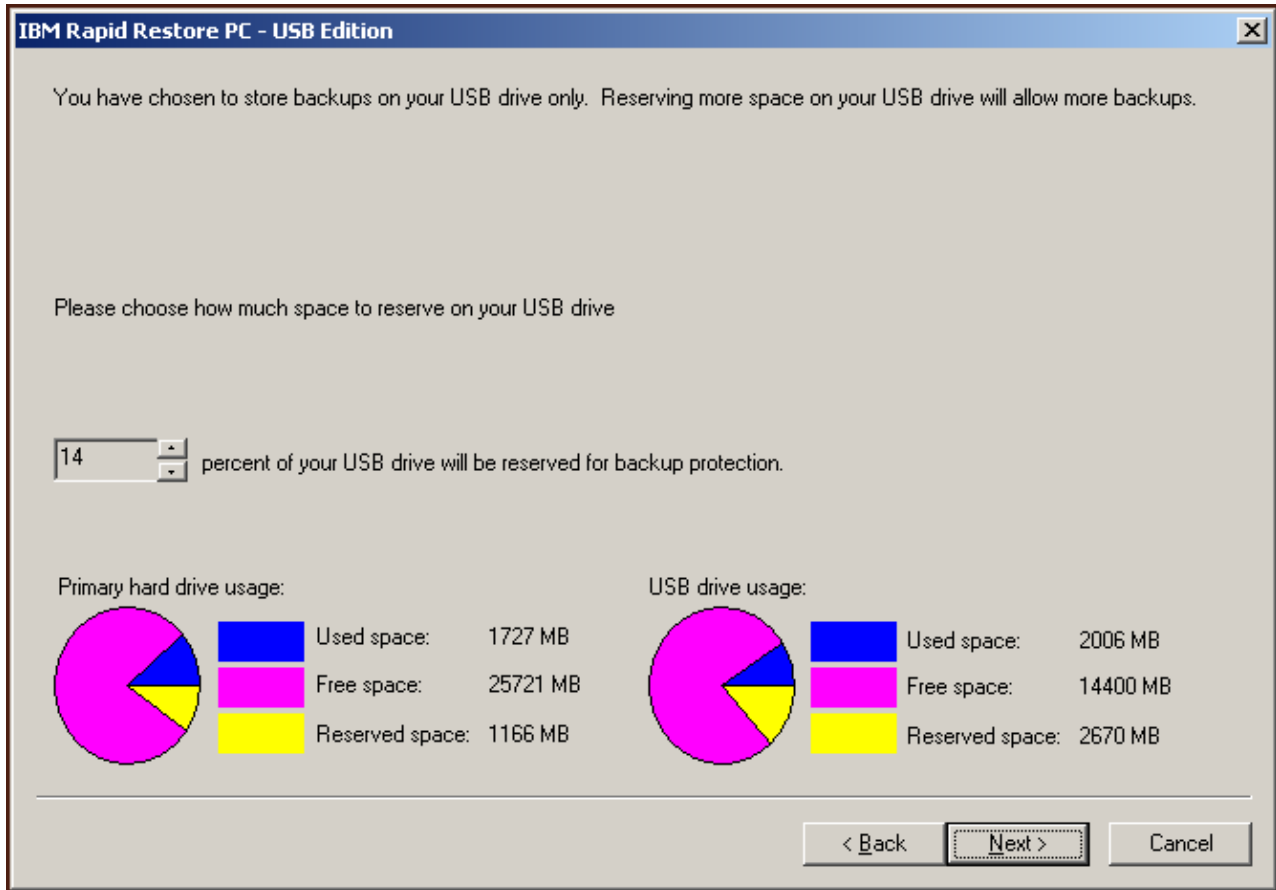 IBM Rapid Restore PC - USB Edition
You have chosen to store backups on your USB drive only.  Reserving more space on your USB drive will allow more backups.
Please choose how much space to reserve on your USB drive
14 percent of your USB drive will be reserved for backup protection.
Primary hard drive usage:
Used space: 1727 MB
Free space: 25721 MB
Reserved space: 1166 MB
USB drive usage:
Used space: 2006 MB
Free space: 14400 MB
Reserved space: 2670 MB
< Back Next > Cancel